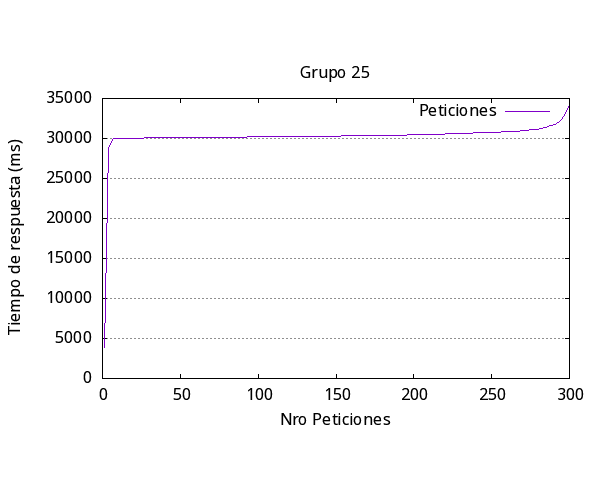 Grupo 25
Peticiones
35000
30000
25000
20000
15000
10000
5000
0
Tiempo de respuesta (ms)
0 50 100 150 200 250 300
Nro Peticiones